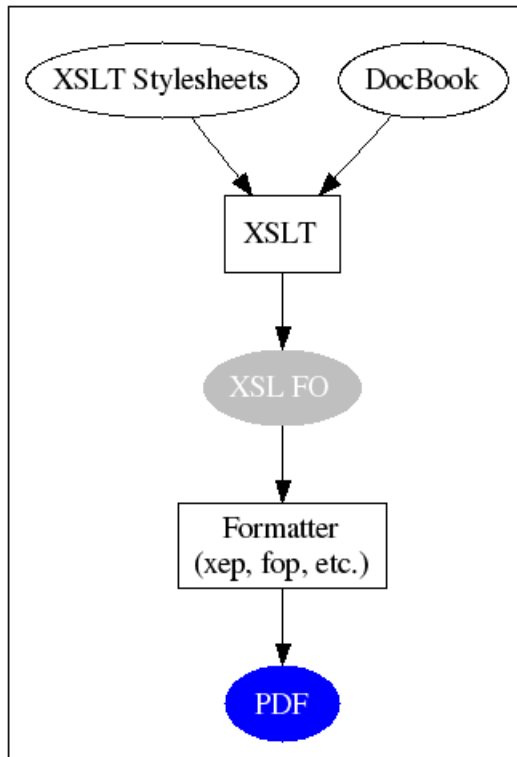 XSLT Stylesheets
DocBook
XSLT
XSL FO
Formatter
(xep, fop, etc.)
PDF